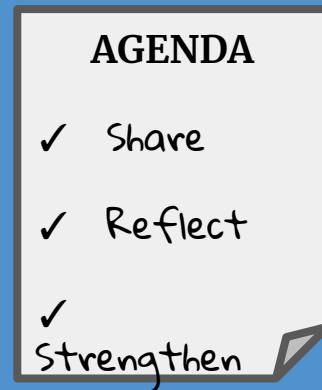 AGENDA
✓ Share
✓ Reflect
✓
Strengthen